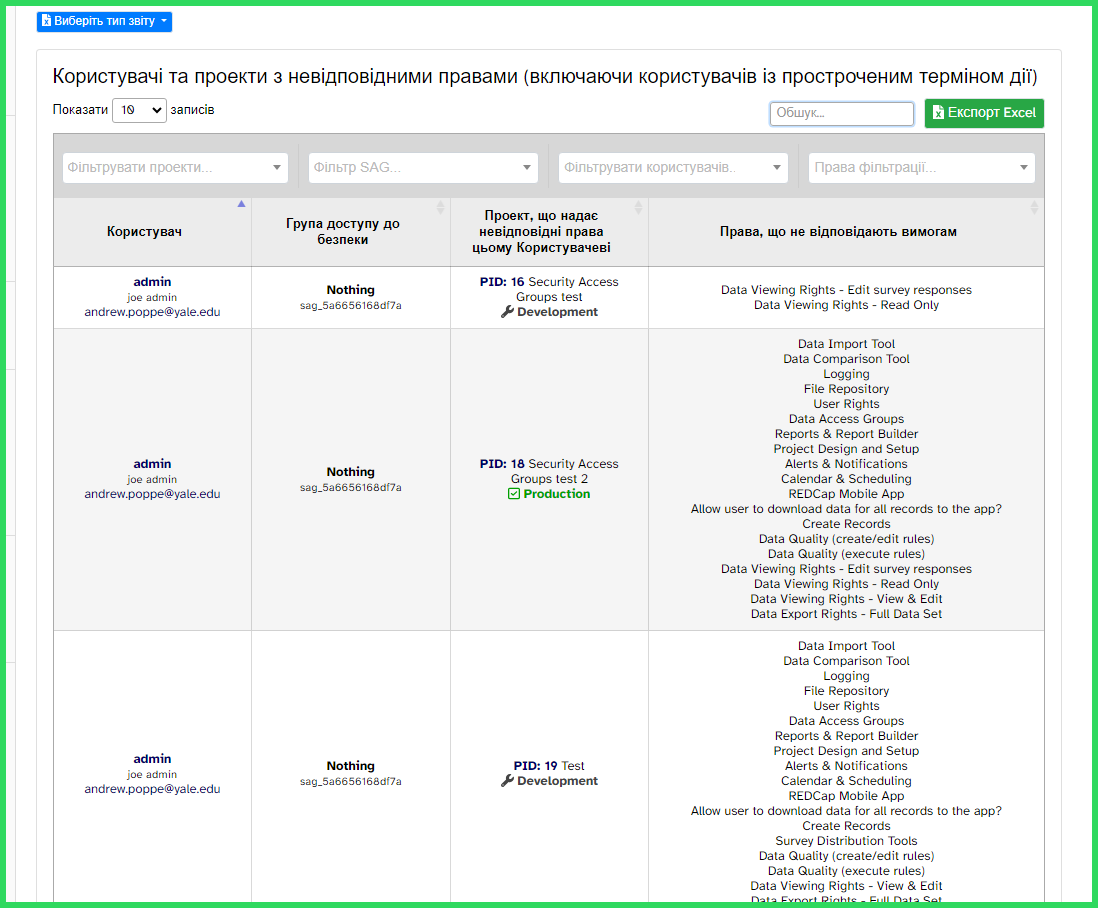 Виберіть тип звіту
Користувачі та проекти з невідповідними правами (включаючи користувачів із простроченим терміном дії)
Показати 10 записів
Обшук...
Експорт Excel
Фільтрувати проекти...
Фільтр SAG...
Фільтрувати користувачів..
Права фільтрації...
Користувач
Група доступу до
безпеки
Проект, що надає
невідповідні права
цьому Користувачеві
Права, що не відповідають вимогам
admin
joe admin
andrew.poppe@yale.edu
Nothing
sag_5a6656168df7a
PID: 16 Security Access
Groups test
Development
Data Viewing Rights - Edit survey responses
Data Viewing Rights - Read Only
admin
joe admin
andrew.poppe@yale.edu
Nothing
sag_5a6656168df7a
PID: 18 Security Access
Groups test 2
Production
Data Import Tool
Data Comparison Tool
Logging
File Repository
User Rights
Data Access Groups
Reports & Report Builder
Project Design and Setup
Alerts & Notifications
Calendar & Scheduling
REDCap Mobile App
Allow user to download data for all records to the app?
Create Records
Data Quality (create/edit rules)
Data Quality (execute rules)
Data Viewing Rights - Edit survey responses
Data Viewing Rights - Read Only
Data Viewing Rights - View & Edit
Data Export Rights - Full Data Set
admin
joe admin
andrew.poppe@yale.edu
Nothing
sag_5a6656168df7a
PID: 19 Test
Development
Data Import Tool
Data Comparison Tool
Logging
File Repository
User Rights
Data Access Groups
Reports & Report Builder
Project Design and Setup
Alerts & Notifications
Calendar & Scheduling
REDCap Mobile App
Allow user to download data for all records to the app?
Create Records
Survey Distribution Tools
Data Quality (create/edit rules)
Data Quality (execute rules)
Data Viewing Rights - View & Edit
Data Export Rights - Full Data Set